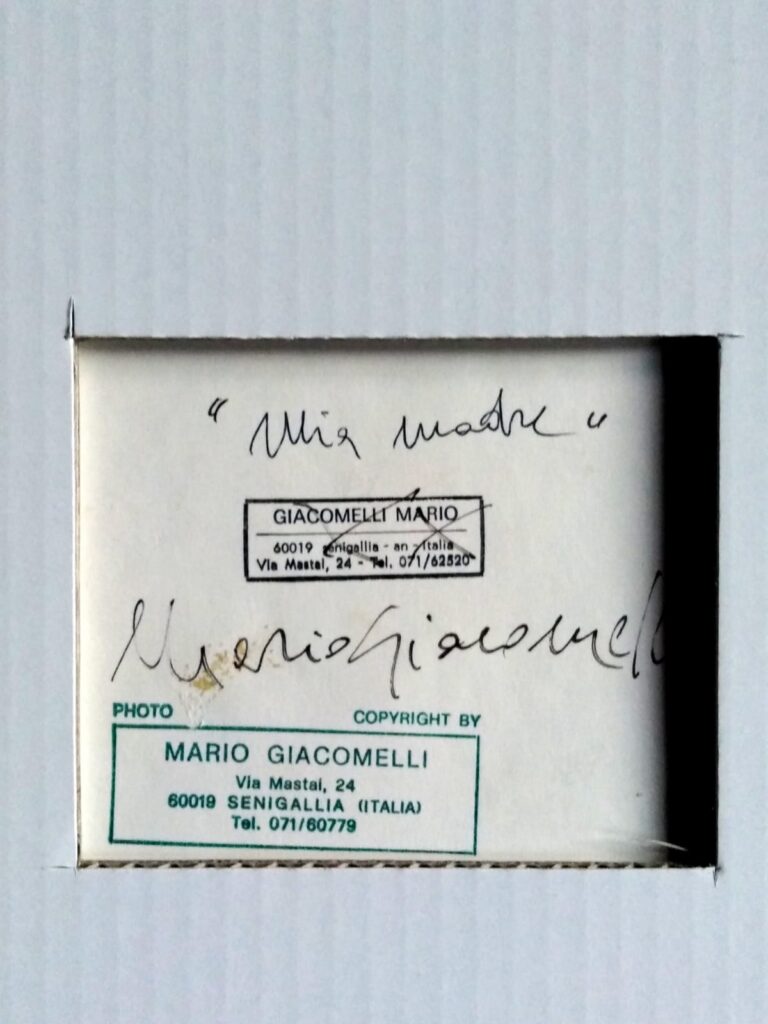 " Mia madre "
GIACOMELLI MARIO
60019 senigallia - an - Italia
Via Mastai, 24 - Tel. 071/62520
Mario Giacomelli
PHOTO COPYRIGHT BY
MARIO GIACOMELLI
Via Mastai, 24
60019 SENIGALLIA (ITALIA)
Tel. 071/60779